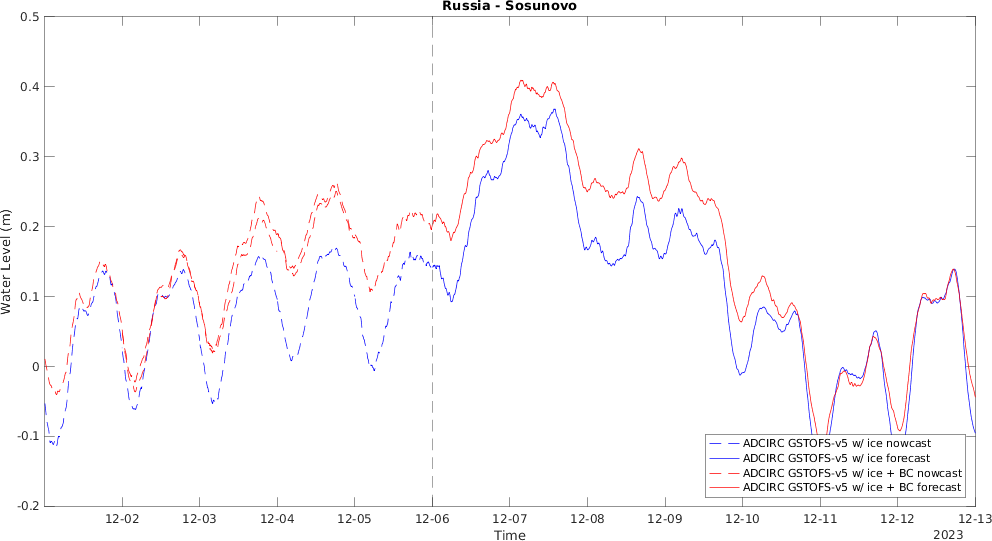 Russia - Sosunovo
0.5
0.4
0.3
0.2
0.1
0
-0.1
-0.2
Water Level (m)
ADCIRC GSTOFS-v5 w/ ice nowcast
ADCIRC GSTOFS-v5 w/ ice forecast
ADCIRC GSTOFS-v5 w/ ice + BC nowcast
ADCIRC GSTOFS-v5 w/ ice + BC forecast
12-02 12-03 12-04 12-05 12-06 12-07 12-08 12-09 12-10 12-11 12-12 12-13
Time
2023